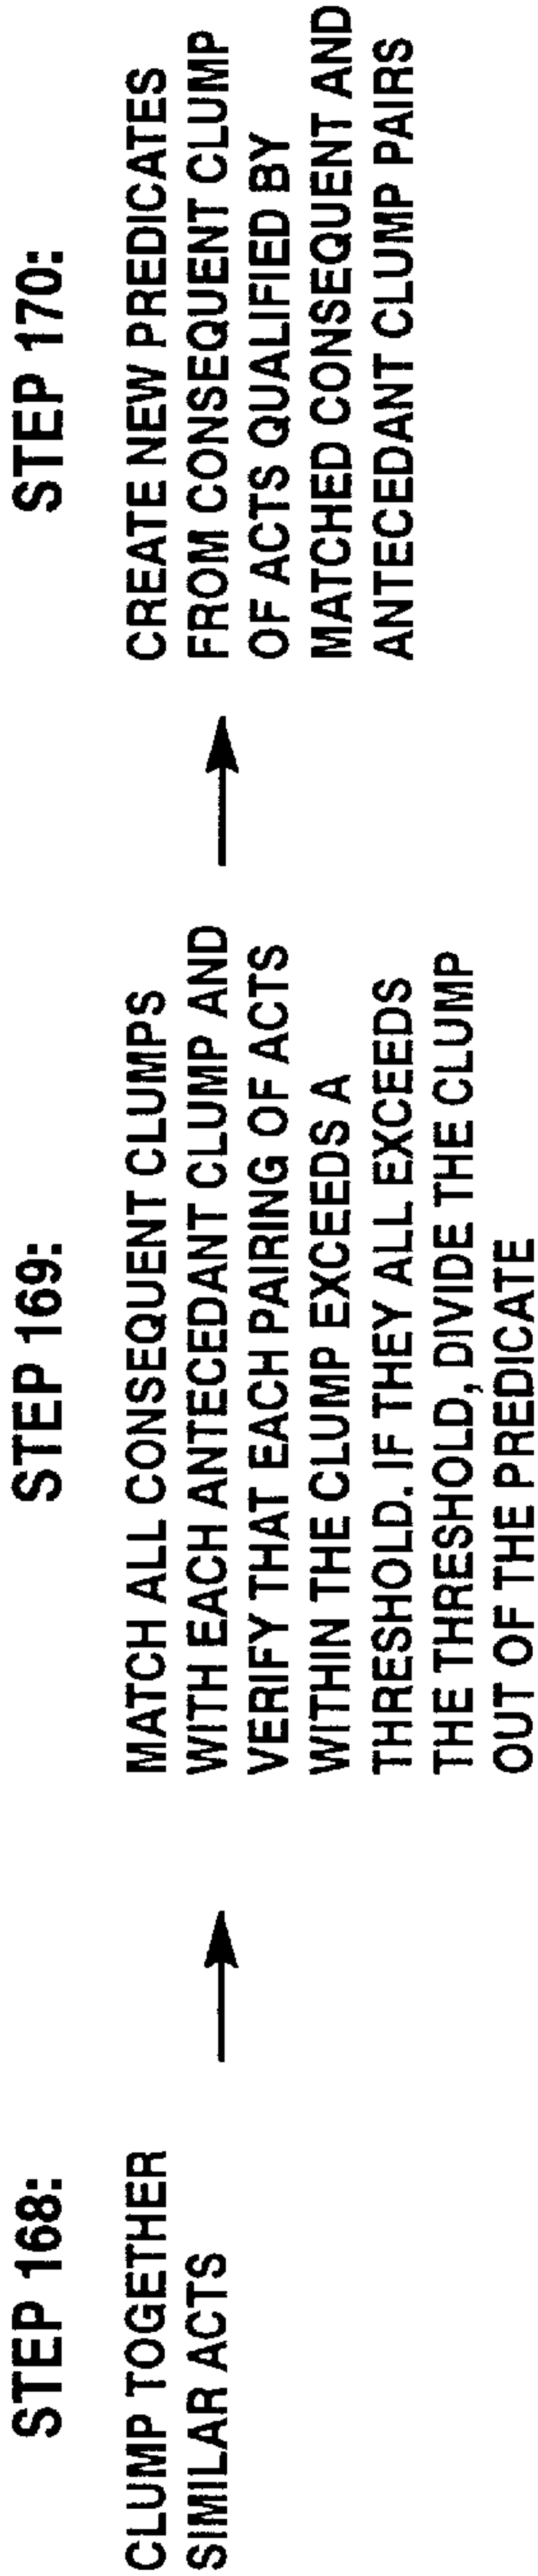 STEP 168:
CLUMP TOGETHER
SIMILAR ACTS
STEP 169:
MATCH ALL CONSEQUENT CLUMPS
WITH EACH ANTECEDANT CLUMP AND
VERIFY THAT EACH PAIRING OF ACTS
WITHIN THE CLUMP EXCEEDS A
THRESHOLD. IF THEY ALL EXCEEDS
THE THRESHOLD, DIVIDE THE CLUMP
OUT OF THE PREDICATE
STEP 170:
CREATE NEW PREDICATES
FROM CONSEQUENT CLUMP
OF ACTS QUALIFIED BY
MATCHED CONSEQUENT AND
ANTECEDANT CLUMP PAIRS